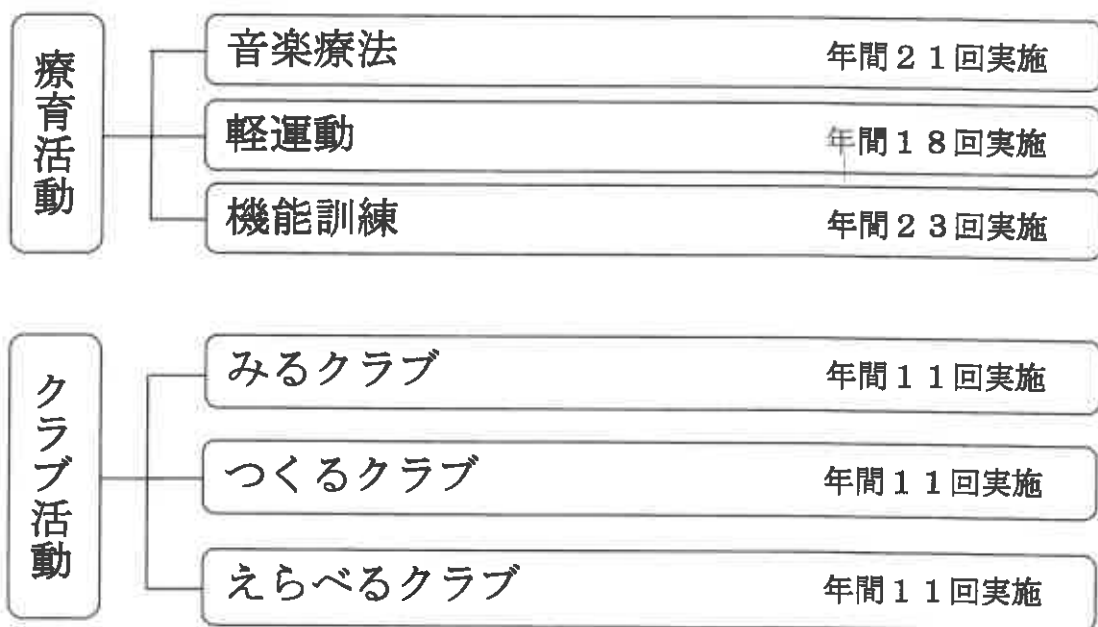 療育活動
音楽療法 年間21回実施
軽運動 年間18回実施
機能訓練 年間23回実施
クラブ活動
みるクラブ 年間11回実施
つくるクラブ 年間11回実施
えらべるクラブ 年間11回実施